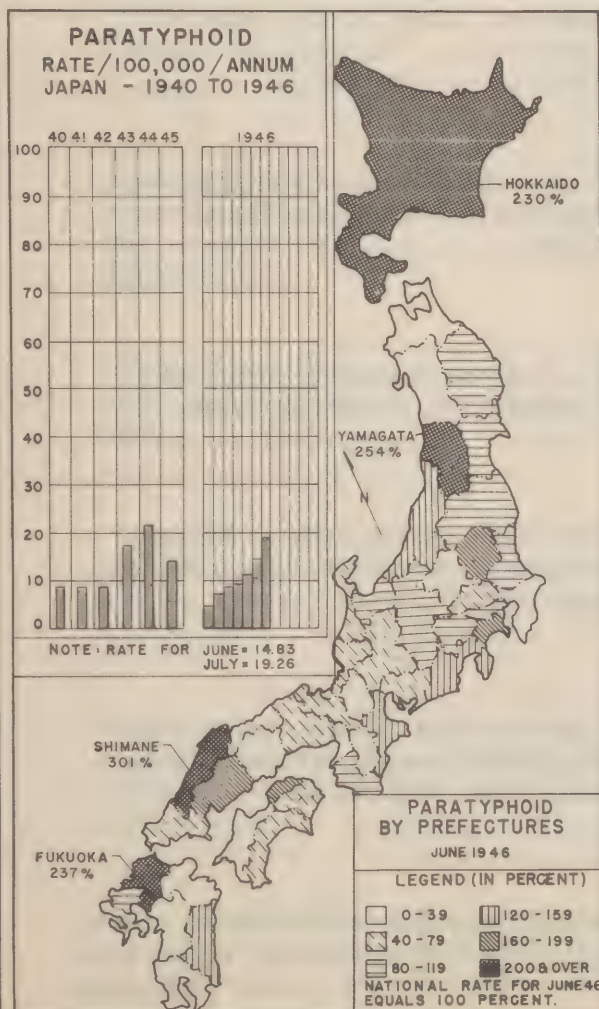 PARATYPHOID
RATE/100,000/ANNUM
JAPAN - 1940 TO 1946
40 41 42 43 44 45
1946
100
90
80
70
60
50
40
30
20
10
0
NOTE: RATE FOR JUNE = 14.83
JULY = 19.26
HOKKAIDO
230 %
YAMAGATA
254 %
N
SHIMANE
301 %
FUKUOKA
237 %
PARATYPHOID
BY PREFECTURES
JUNE 1946
LEGEND (IN PERCENT)
0-39
120-159
40-79
160-199
80-119
200 & OVER
NATIONAL RATE FOR JUNE 46
EQUALS 100 PERCENT.